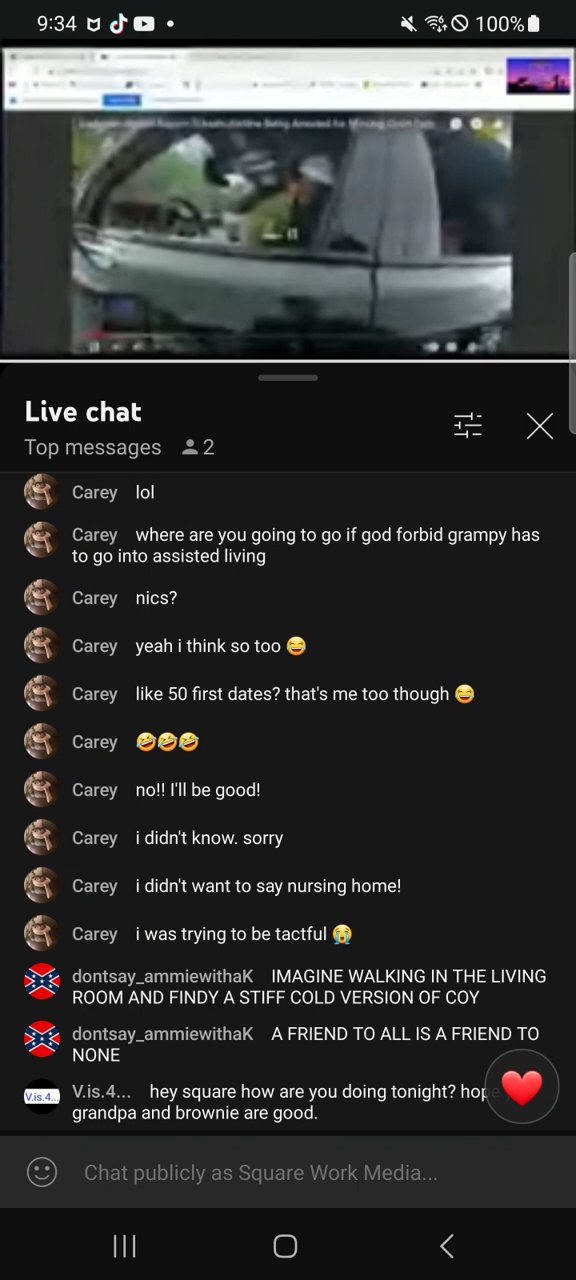 9:34
100%
Being Arrested for
Live chat
Top messages 2
Carey lol
Carey where are you going to go if god forbid grampy has
to go into assisted living
Carey nics?
Carey yeah i think so too 😂
Carey like 50 first dates? that's me too though 😂
Carey 🤣🤣🤣
Carey no!! I'll be good!
Carey i didn't know. sorry
Carey i didn't want to say nursing home!
Carey i was trying to be tactful 😭
dontsay_ammiewithaK IMAGINE WALKING IN THE LIVING
ROOM AND FINDY A STIFF COLD VERSION OF COY
dontsay_ammiewithaK A FRIEND TO ALL IS A FRIEND TO
NONE
V.is.4...
V.is.4... hey square how are you doing tonight? hop
grandpa and brownie are good.
Chat publicly as Square Work Media...